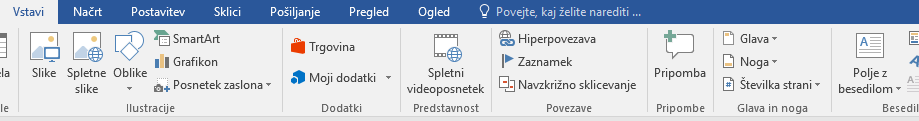 Vstavi Načrt Postavitev Sklici Pošiljanje Pregled Ogled Povejte, kaj želite narediti ...
Slike
Spletne slike
Oblike
SmartArt
Grafikon
Posnetek zaslona
Ilustracije
Trgovina
Moji dodatki
Dodatki
Spletni videoposnetek
Predstavnost
Hiperpovezava
Zaznamek
Navzkrižno sklicevanje
Povezave
Pripomba
Pripombe
Glava
Noga
Številka strani
Glava in noga
Polje z besedilom